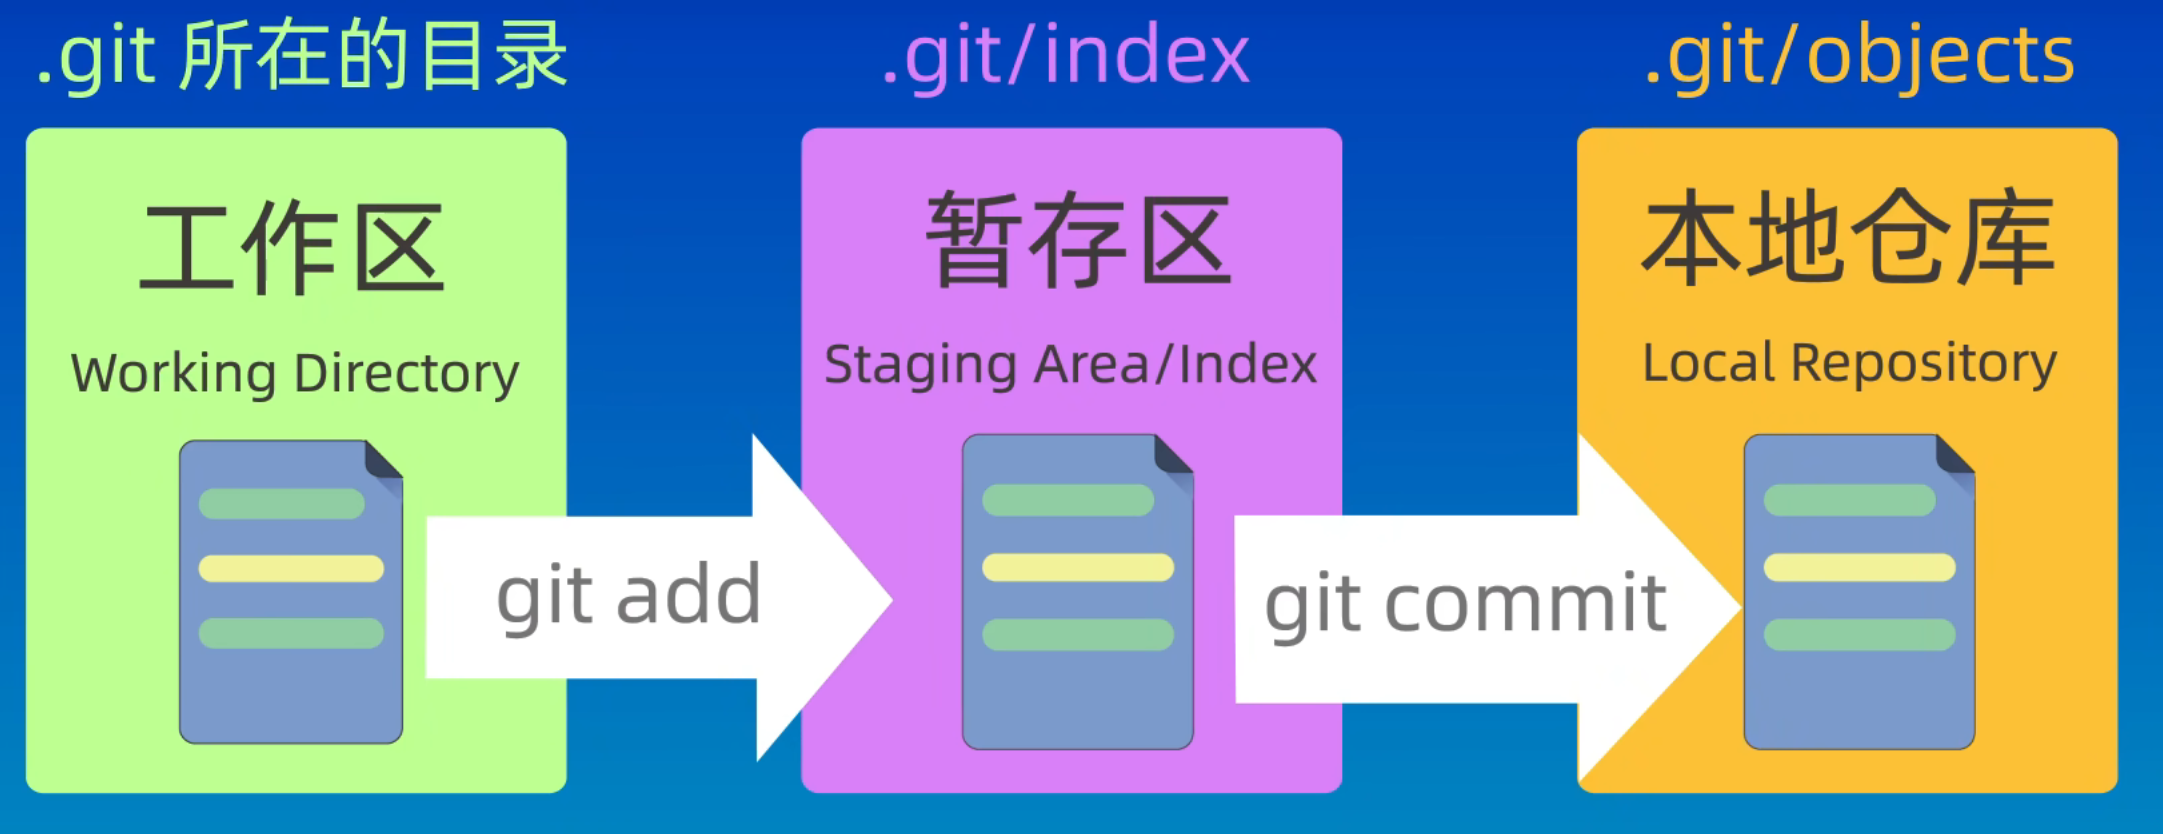 .git 所在的目录
.git/index
.git/objects
工作区
Working Directory
暂存区
Staging Area/Index
本地仓库
Local Repository
git add
git commit